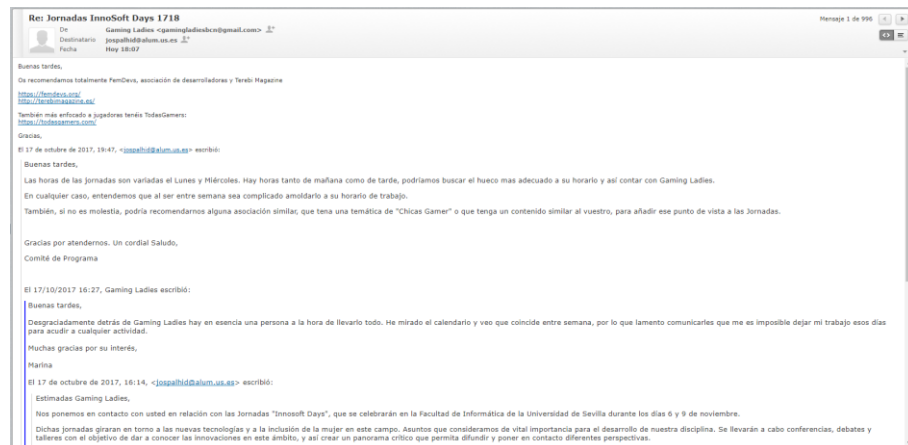 Re: Jornadas InnoSoft Days 1718
Mensaje 1 de 996
De Gaming Ladies <gamingladiesbcn@gmail.com>
Destinatario jospalhid@alum.us.es
Fecha Hoy 18:07
Buenas tardes,
Os recomendamos totalmente FemDevs, asociación de desarrolladoras y Terebi Magazine
https://femdevs.org/
http://terebimagazine.es/
También más enfocado a jugadores tenéis TodasGamers:
https://todasgamers.com/
Gracias,
El 17 de octubre de 2017, 19:47, <jospalhid@alum.us.es> escribió:
Buenas tardes,
Las horas de las jornadas son variadas el Lunes y Miércoles. Hay horas tanto de mañana como de tarde, podríamos buscar el hueco mas adecuado a su horario y así contar con Gaming Ladies.
En cualquier caso, entendemos que al ser entre semana sea complicado amoldarlo a su horario de trabajo.
También, si no es molestia, podría recomendarnos alguna asociación similar, que tena una temática de "Chicas Gamer" o que tenga un contenido similar al vuestro, para añadir ese punto de vista a las Jornadas.
Gracias por atendernos. Un cordial Saludo,
Comité de Programa
El 17/10/2017 16:27, Gaming Ladies escribió:
Buenas tardes,
Desgraciadamente detrás de Gaming Ladies hay en esencia una persona a la hora de llevarlo todo. He mirado el calendario y veo que coincide entre semana, por lo que lamento comunicarles que me es imposible dejar mi trabajo esos días
para acudir a cualquier actividad.
Muchas gracias por su interés,
Marina
El 17 de octubre de 2017, 16:14, <jospalhid@alum.us.es> escribió:
Estimadas Gaming Ladies,
Nos ponemos en contacto con usted en relación con las Jornadas "Innosoft Days", que se celebrarán en la Facultad de Informática de la Universidad de Sevilla durante los días 6 y 9 de noviembre.
Dichas jornadas giraran en torno a las nuevas tecnologías y a la inclusión de la mujer en este campo. Asuntos que consideramos de vital importancia para el desarrollo de nuestra disciplina. Se llevarán a cabo conferencias, debates y
talleres con el objetivo de dar a conocer las innovaciones en este ámbito, y así crear un panorama crítico que permita difundir y poner en contacto diferentes perspectivas.